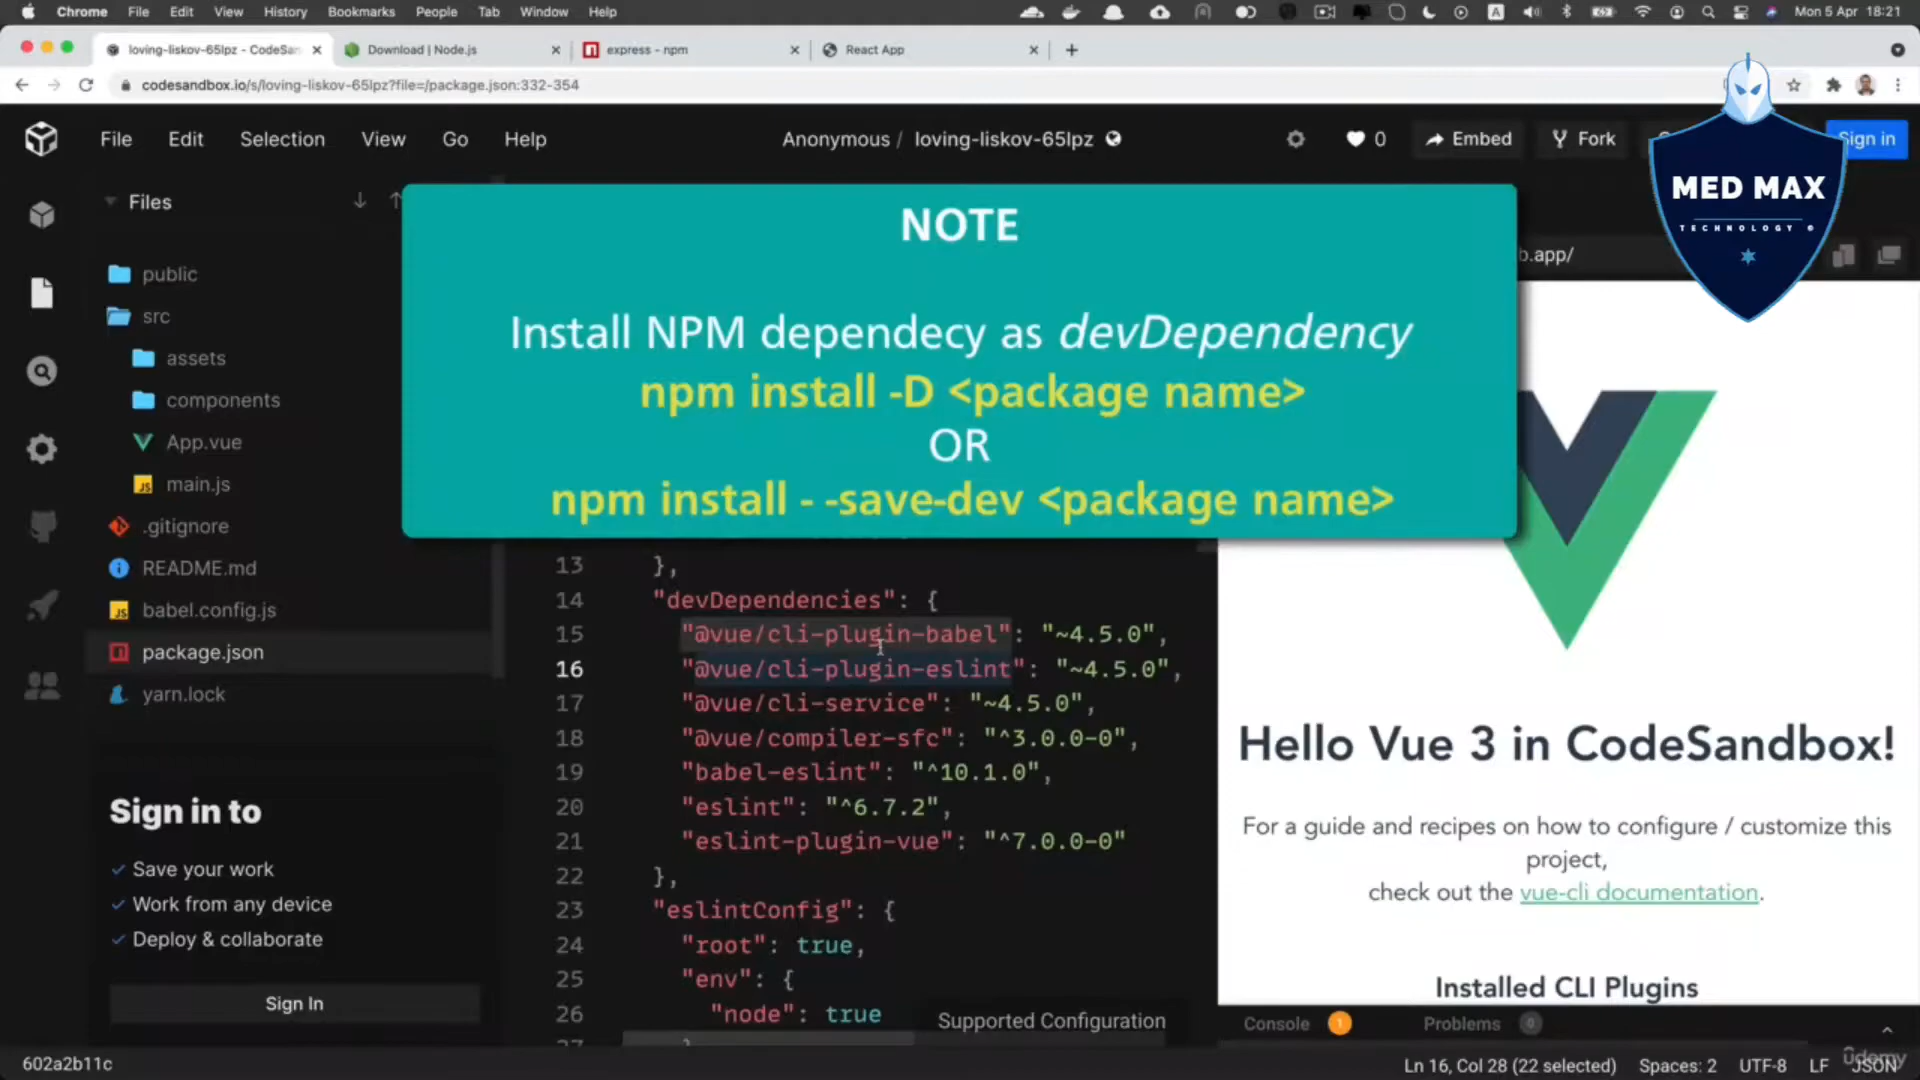 Chrome File Edit View History Bookmarks People Tab Window Help Mon 5 Apr 18:21
loving-liskov-65lpz - CodeSan Download | Node.js express - npm React App
codesandbox.io/s/loving-liskov-65lpz?file=/package.json:332-354
File Edit Selection View Go Help Anonymous / loving-liskov-65lpz 0 Embed Fork Sign in
MED MAX
TECHNOLOGY
Files
b.app/
NOTE
Install NPM dependecy as devDependency
npm install -D <package name>
OR
npm install - -save-dev <package name>
public
src
assets
components
App.vue
main.js
.gitignore
README.md
babel.config.js
package.json
yarn.lock
13 },
14 "devDependencies": {
15 "@vue/cli-plugin-babel": "~4.5.0",
16 "@vue/cli-plugin-eslint": "~4.5.0",
17 "@vue/cli-service": "~4.5.0",
18 "@vue/compiler-sfc": "^3.0.0-0",
19 "babel-eslint": "^10.1.0",
20 "eslint": "^6.7.2",
21 "eslint-plugin-vue": "^7.0.0-0"
22 },
23 "eslintConfig": {
24 "root": true,
25 "env": {
26 "node": true
Supported Configuration
Hello Vue 3 in CodeSandbox!
For a guide and recipes on how to configure / customize this
project,
check out the vue-cli documentation.
Installed CLI Plugins
Console 1 Problems 0
Sign in to
Save your work
Work from any device
Deploy & collaborate
Sign In
602a2b11c
Ln 16, Col 28 (22 selected) Spaces: 2 UTF-8 LF JSON
udemy